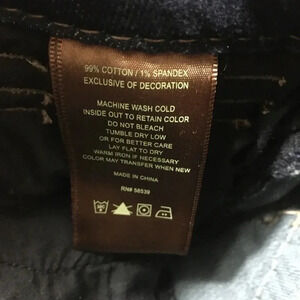 99% COTTON / 1% SPANDEX
EXCLUSIVE OF DECORATION
MACHINE WASH COLD
INSIDE OUT TO RETAIN COLOR
DO NOT BLEACH
TUMBLE DRY LOW
OR FOR BETTER CARE
LAY FLAT TO DRY
WARM IRON IF NECESSARY
COLOR MAY TRANSFER WHEN NEW
MADE IN CHINA
RN# 58539